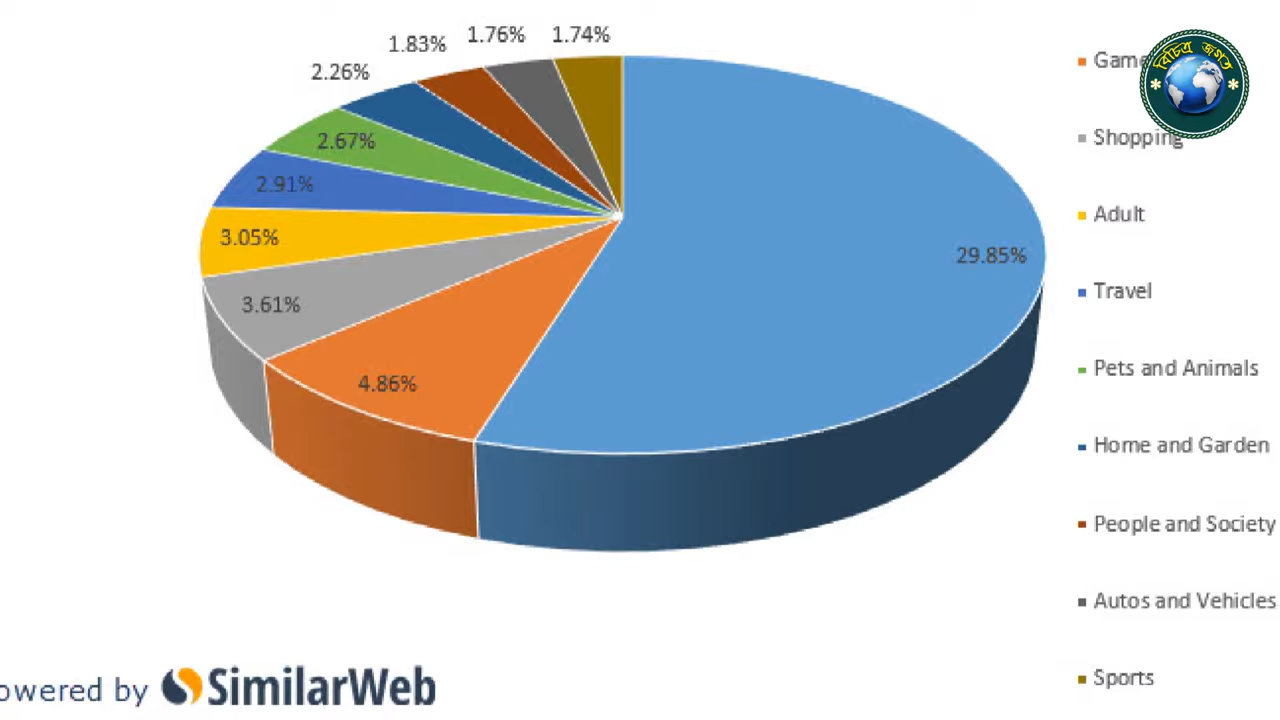 1.74%
1.76%
1.83%
2.26%
2.67%
2.91%
3.05%
3.61%
4.86%
29.85%
বিচিত্র জগত
Shopping
Adult
Travel
Pets and Animals
Home and Garden
People and Society
Autos and Vehicles
Sports
SimilarWeb
by